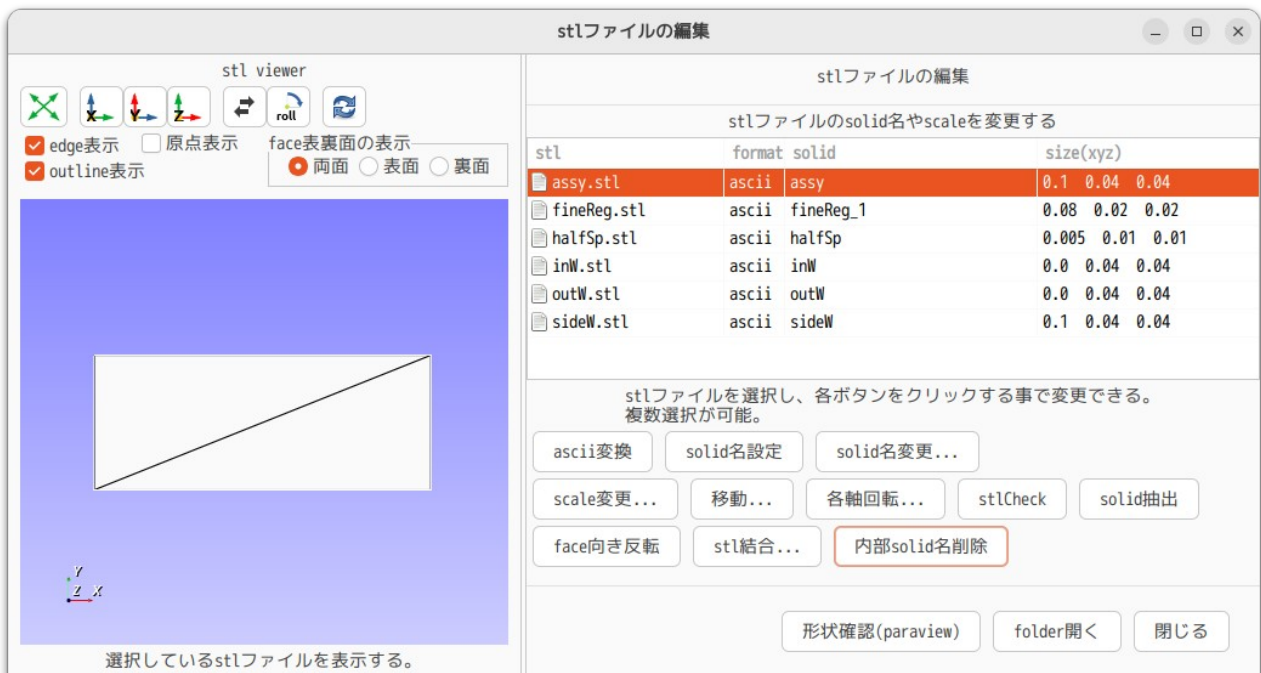 stlファイルの編集
stl viewer
X Y Z roll
edge表示 原点表示 face表裏面の表示
outline表示 両面 表面 裏面
Y
Z X
選択しているstlファイルを表示する。
stlファイルの編集
stlファイルのsolid名やscaleを変更する
stl format solid size(xyz)
assy.stl ascii assy 0.1 0.04 0.04
fineReg.stl ascii fineReg_1 0.08 0.02 0.02
halfSp.stl ascii halfSp 0.005 0.01 0.01
inW.stl ascii inW 0.0 0.04 0.04
outW.stl ascii outW 0.0 0.04 0.04
sideW.stl ascii sideW 0.1 0.04 0.04
stlファイルを選択し、各ボタンをクリックする事で変更できる。
複数選択が可能。
ascii変換 solid名設定 solid名変更...
scale変更... 移動... 各軸回転... stlCheck solid抽出
face向き反転 stl結合... 内部solid名削除
形状確認(paraview) folder開く 閉じる